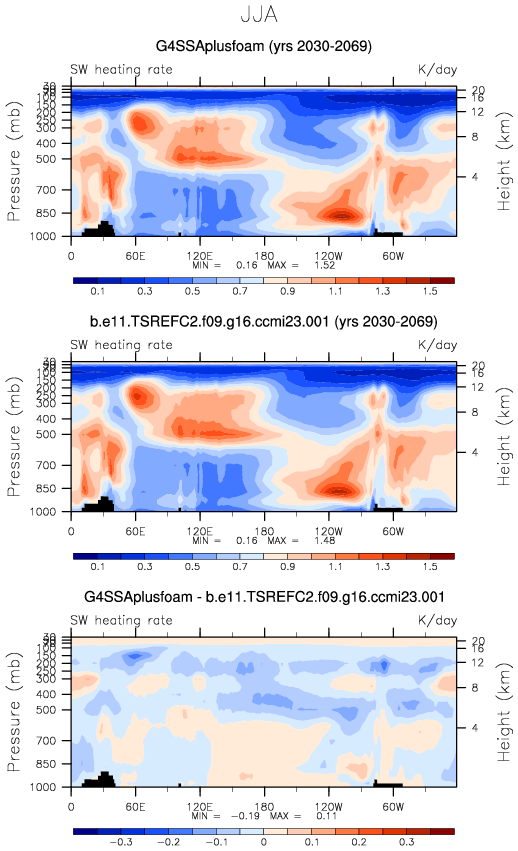 JJA
G4SSAplusfoam (yrs 2030-2069)
SW heating rate K/day
Pressure (mb)
30
100
150
200
250
300
500
700
850
1000
20
16
12
8
4
Height (km)
0 60E 120E 180 120W 60W
MIN = 0.16 MAX = 1.52
0.1 0.3 0.5 0.7 0.9 1.1 1.3 1.5
b.e11.TSREFC2.f09.g16.ccmi23.001 (yrs 2030-2069)
SW heating rate K/day
Pressure (mb)
30
100
150
200
250
300
500
700
850
1000
20
16
12
8
4
Height (km)
0 60E 120E 180 120W 60W
MIN = 0.16 MAX = 1.48
0.1 0.3 0.5 0.7 0.9 1.1 1.3 1.5
G4SSAplusfoam - b.e11.TSREFC2.f09.g16.ccmi23.001
SW heating rate K/day
Pressure (mb)
30
100
150
200
250
300
500
700
850
1000
20
16
12
8
4
Height (km)
0 60E 120E 180 120W 60W
MIN = -0.19 MAX = 0.11
-0.3 -0.2 -0.1 0 0.1 0.2 0.3